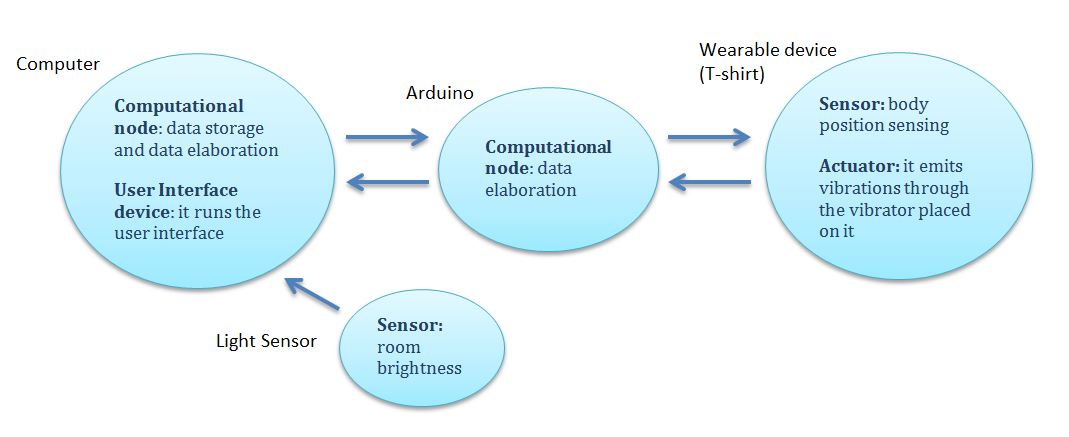 Computer
Computational
node: data storage
and data elaboration
User Interface
device: it runs the
user interface
Arduino
Computational
node: data
elaboration
Wearable device
(T-shirt)
Sensor: body
position sensing
Actuator: it emits
vibrations through
the vibrator placed
on it
Light Sensor
Sensor:
room
brightness